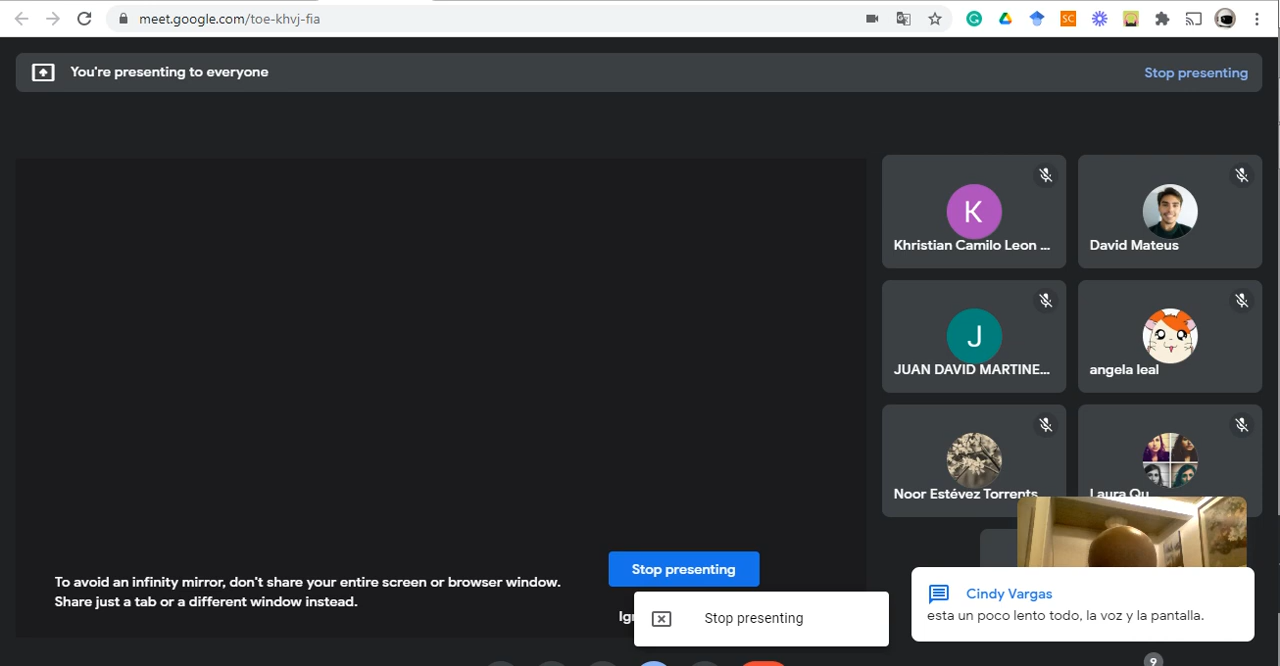 meet.google.com/toe-khvj-fia
SC
You're presenting to everyone
Stop presenting
K
Khristian Camilo Leon ...
David Mateus
J
JUAN DAVID MARTINE...
angela leal
Noor Estévez Torrents
Laura Qu
To avoid an infinity mirror, don't share your entire screen or browser window.
Share just a tab or a different window instead.
Stop presenting
Stop presenting
Cindy Vargas
esta un poco lento todo, la voz y la pantalla.
9